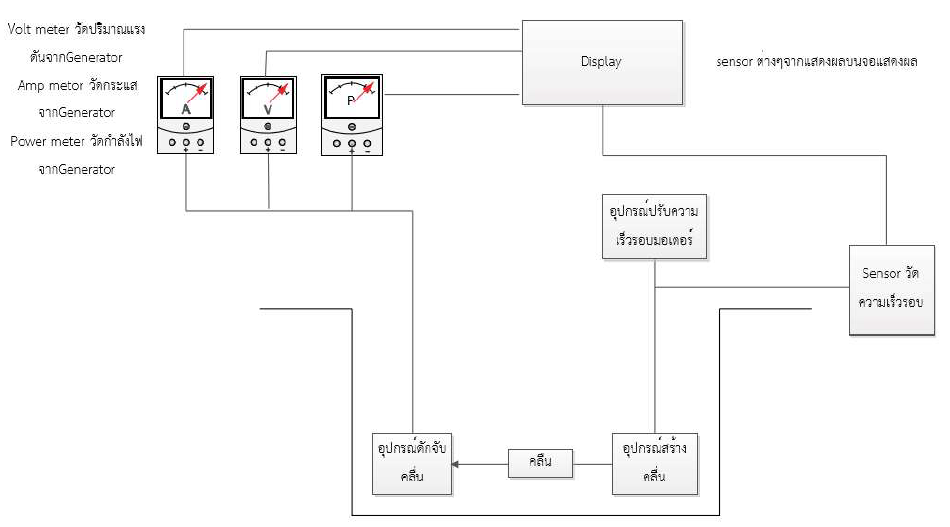 Volt meter วัดปริมาณแรง
ดันจากGenerator
Amp metor วัดกระแส
จากGenerator
Power meter วัดกำลังไฟ
จากGenerator
A
V
P
Display
sensor ต่างๆจากแสดงผลบนจอแสดงผล
อุปกรณ์ปรับความ
เร็วรอบมอเตอร์
Sensor วัด
ความเร็วรอบ
อุปกรณ์ดักจับ
คลื่น
คลืน
อุปกรณ์สร้าง
คลื่น